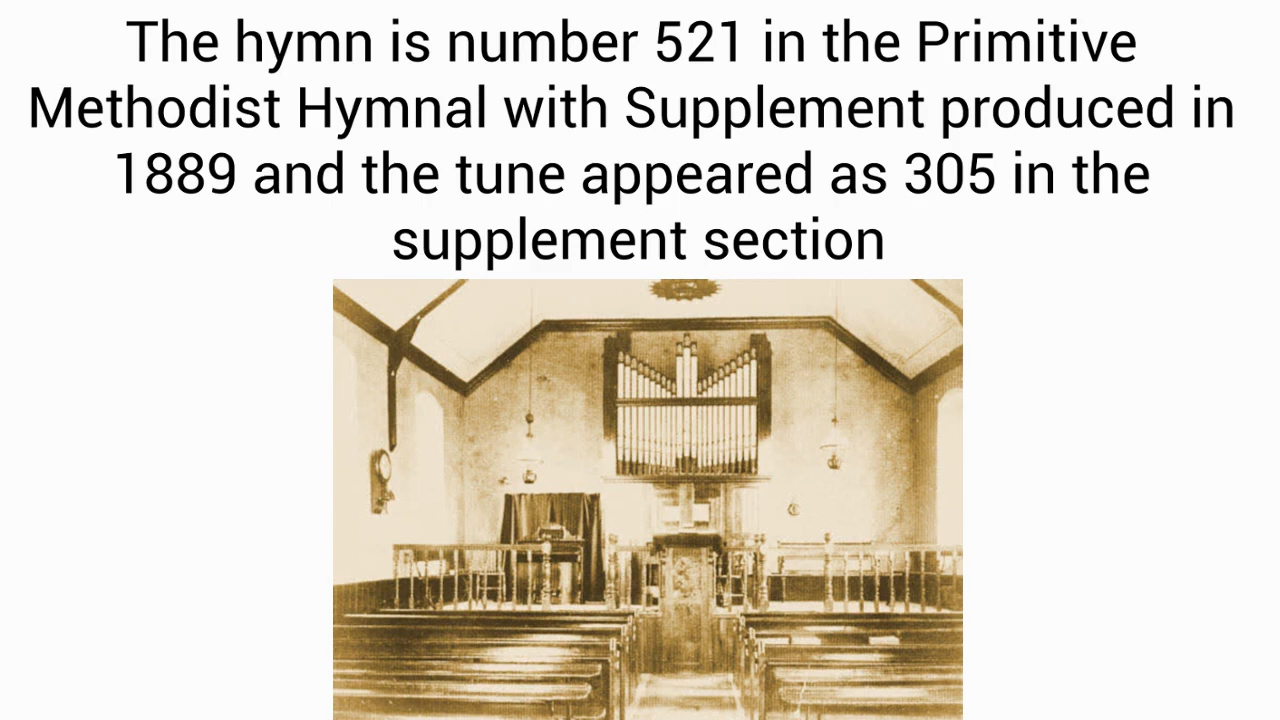 The hymn is number 521 in the Primitive
Methodist Hymnal with Supplement produced in
1889 and the tune appeared as 305 in the
supplement section